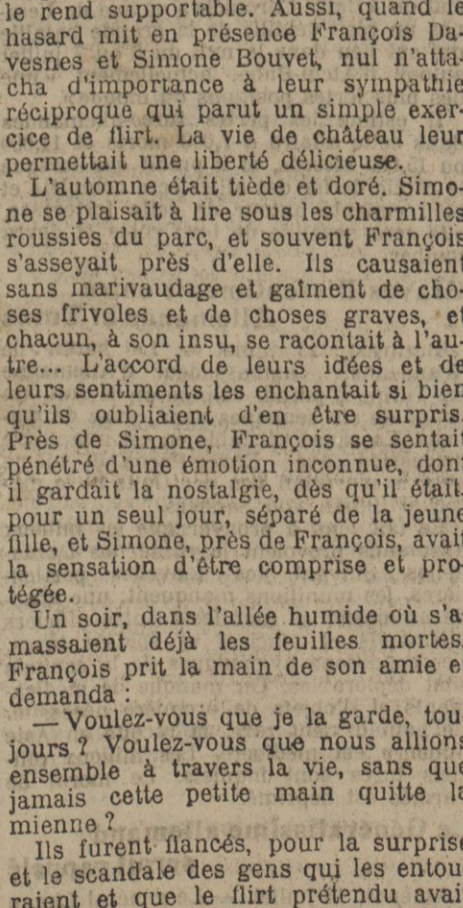 le rend supportable. Aussi, quand le
hasard mit en présence François Da-
vesnes et Simone Bouvet, nul n'atta-
cha d'importance à leur sympathie
réciproque qui parut un simple exer-
cice de flirt. La vie de château leur
permettait une liberté délicieuse.
L'automne était tiède et doré. Simo-
ne se plaisait à lire sous les charmilles
roussies du parc, et souvent François
s'asseyait près d'elle. Ils causaient
sans marivaudage et gaîment de cho-
ses frivoles et de choses graves, et
chacun, à son insu, se racontait à l'au-
tre... L'accord de leurs idées et de
leurs sentiments les enchantait si bien
qu'ils oubliaient d'en être surpris.
Près de Simone, François se sentait
pénétré d'une émotion inconnue, dont
il gardait la nostalgie, dès qu'il était,
pour un seul jour, séparé de la jeune
fille, et Simone, près de François, avait
la sensation d'être comprise et pro-
tégée.
Un soir, dans l'allée humide où s'a-
massaient déjà les feuilles mortes,
François prit la main de son amie e
demanda :
— Voulez-vous que je la garde, tou-
jours ? Voulez-vous que nous allions
ensemble à travers la vie, sans que
jamais cette petite main quitte la
mienne ?
Ils furent fiancés, pour la surprise
et le scandale des gens qui les entou-
raient et que le flirt prétendu avai